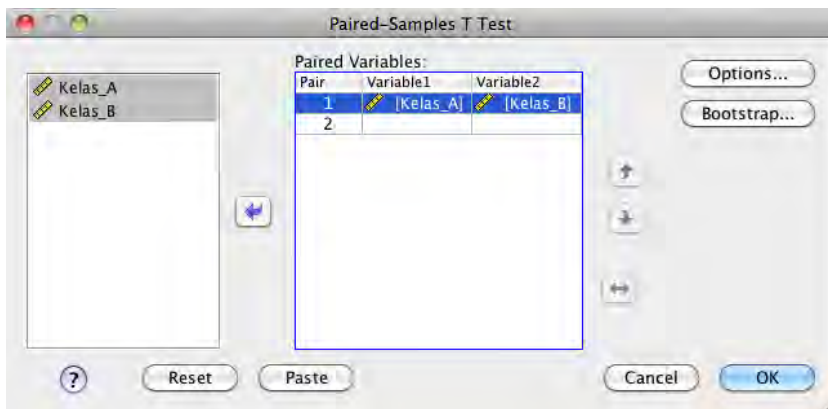 Paired-Samples T Test
Kelas_A
Kelas_B
Paired Variables:
Pair Variable1 Variable2
1 [Kelas_A] [Kelas_B]
2
Options...
Bootstrap...
?
Reset
Paste
Cancel
OK